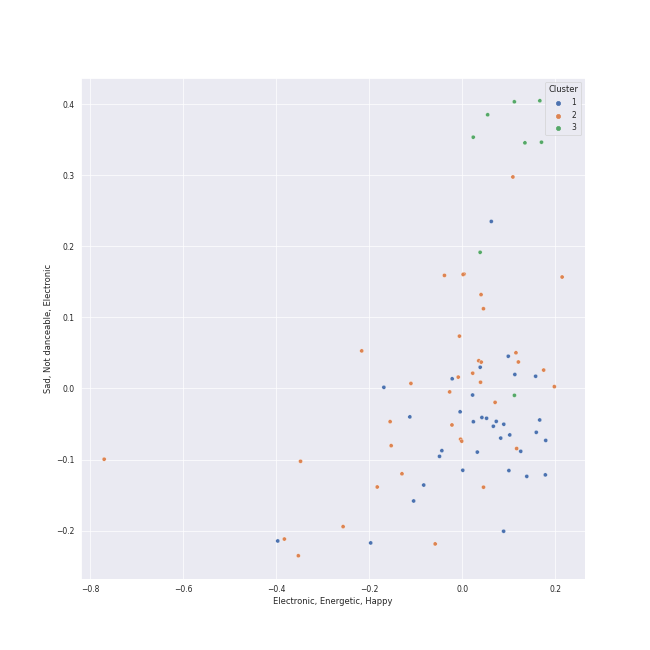 Cluster
1
2
3
0.4
0.3
0.2
0.1
0.0
−0.1
−0.2
Sad, Not danceable, Electronic
−0.8 −0.6 −0.4 −0.2 0.0 0.2
Electronic, Energetic, Happy